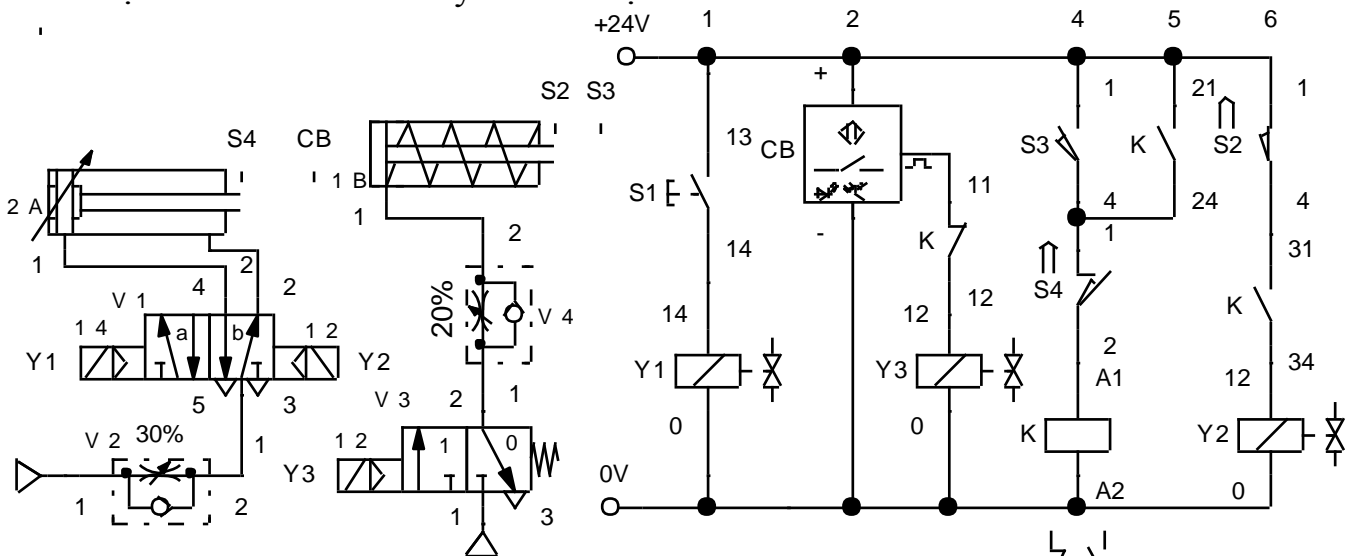 +24V 1 2 4 5 6
S2 S3
S4 CB
+ 1 21 1
13 CB S3 K S2
2 A 1 B
S1 11
1 4 24 4
1 2 - 1
1 2 14 K 31
4 2 S4
V 1 20% V 4 K
1 4 a b 1 2 14 12 12
Y1 Y2 2 34
Y1 Y3 A1 12
5 3 V 3 2 1
V 2 30% 1 1 2 1 0 0 0 K Y2
Y3 0V A2 0
1 2 1 3